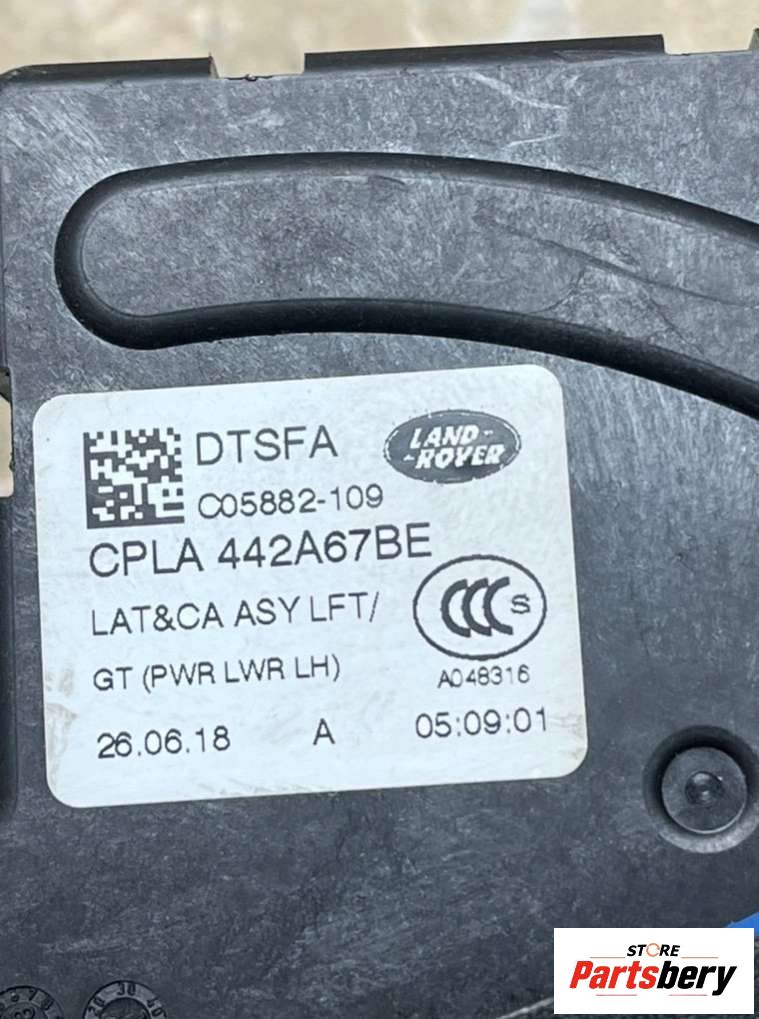 DTSFA
LAND-
-ROVER
C05882-109
CPLA 442A67BE
LAT&CA ASY LFT/
CCC S
GT (PWR LWR LH)
A048316
26.06.18 A 05:09:01
STORE
Partsbery